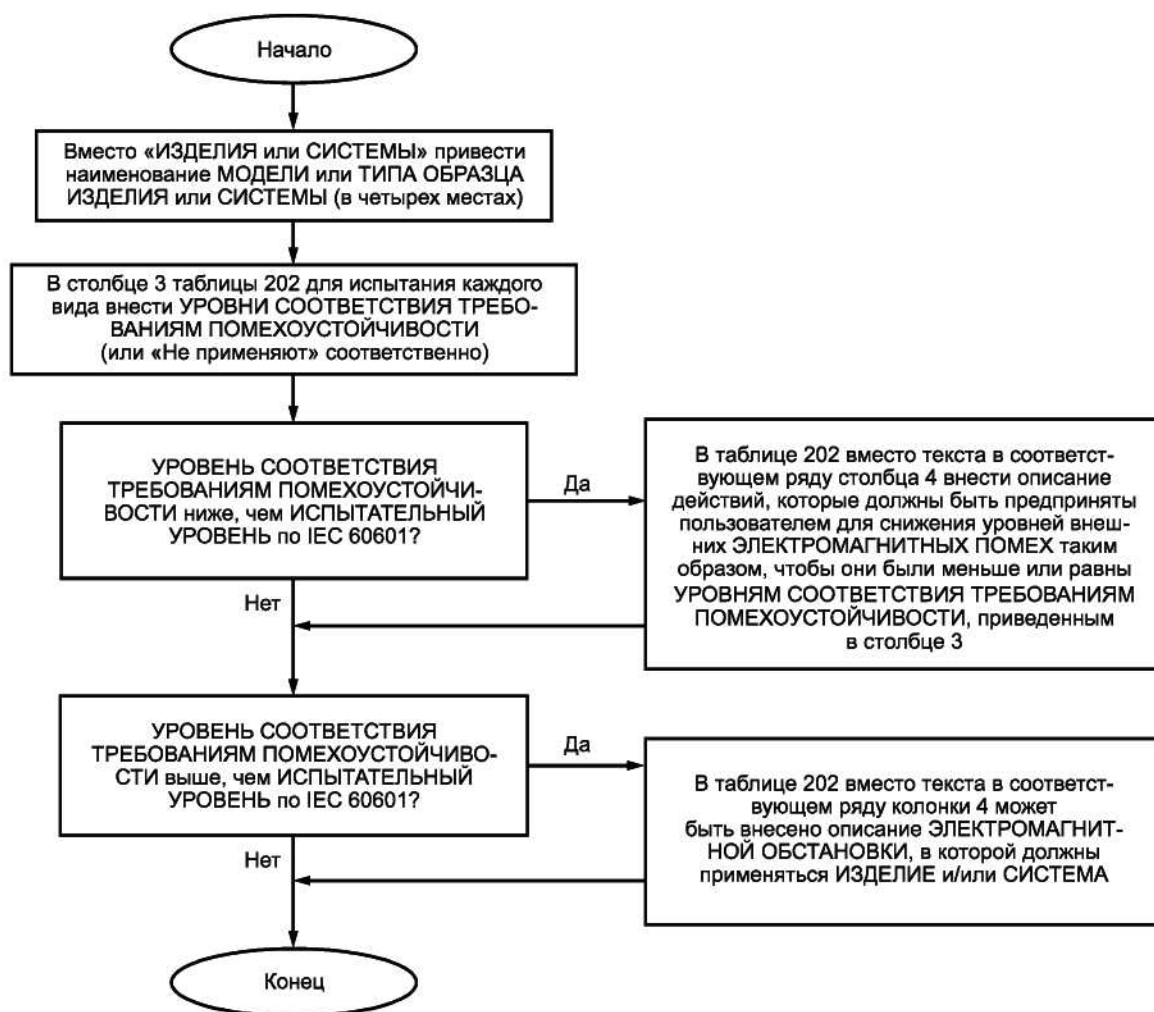 Начало
Вместо «ИЗДЕЛИЯ или СИСТЕМЫ» привести
наименование МОДЕЛИ или ТИПА ОБРАЗЦА
ИЗДЕЛИЯ или СИСТЕМЫ (в четырех местах)
В столбце 3 таблицы 202 для испытания каждого
вида внести УРОВНИ СООТВЕТСТВИЯ ТРЕБО-
ВАНИЯМ ПОМЕХОУСТОЙЧИВОСТИ
(или «Не применяют» соответственно)
УРОВЕНЬ СООТВЕТСТВИЯ
ТРЕБОВАНИЯМ ПОМЕХОУСТОЙЧИ-
ВОСТИ ниже, чем ИСПЫТАТЕЛЬНЫЙ
УРОВЕНЬ по IEC 60601?
Да
В таблице 202 вместо текста в соответст-
вующем ряду столбца 4 внести описание
действий, которые должны быть предприняты
пользователем для снижения уровней внеш-
них ЭЛЕКТРОМАГНИТНЫХ ПОМЕХ таким
образом, чтобы они были меньше или равны
УРОВНЯМ СООТВЕТСТВИЯ ТРЕБОВАНИЯМ
ПОМЕХОУСТОЙЧИВОСТИ, приведенным
в столбце 3
Нет
УРОВЕНЬ СООТВЕТСТВИЯ
ТРЕБОВАНИЯМ ПОМЕХОУСТОЙЧИВО-
СТИ выше, чем ИСПЫТАТЕЛЬНЫЙ
УРОВЕНЬ по IEC 60601?
Да
В таблице 202 вместо текста в соответст-
вующем ряду колонки 4 может
быть внесено описание ЭЛЕКТРОМАГНИТ-
НОЙ ОБСТАНОВКИ, в которой должны
применяться ИЗДЕЛИЕ и/или СИСТЕМА
Нет
Конец